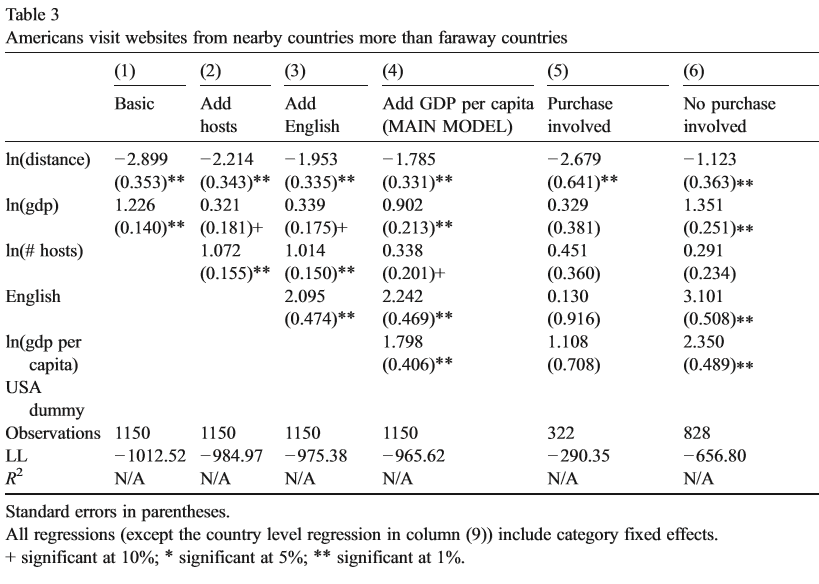 Table 3
Americans visit websites from nearby countries more than faraway countries
(1) (2) (3) (4) (5) (6)
Basic Add Add Add GDP per capita Purchase No purchase
hosts English (MAIN MODEL) involved involved
ln(distance) −2.899 −2.214 −1.953 −1.785 −2.679 −1.123
(0.353)** (0.343)** (0.335)** (0.331)** (0.641)** (0.363)**
ln(gdp) 1.226 0.321 0.339 0.902 0.329 1.351
(0.140)** (0.181)+ (0.175)+ (0.213)** (0.381) (0.251)**
ln(# hosts) 1.072 1.014 0.338 0.451 0.291
(0.155)** (0.150)** (0.201)+ (0.360) (0.234)
English 2.095 2.242 0.130 3.101
(0.474)** (0.469)** (0.916) (0.508)**
ln(gdp per 1.798 1.108 2.350
capita) (0.406)** (0.708) (0.489)**
USA
dummy
Observations 1150 1150 1150 1150 322 828
LL −1012.52 −984.97 −975.38 −965.62 −290.35 −656.80
R² N/A N/A N/A N/A N/A N/A
Standard errors in parentheses.
All regressions (except the country level regression in column (9)) include category fixed effects.
+ significant at 10%; * significant at 5%; ** significant at 1%.